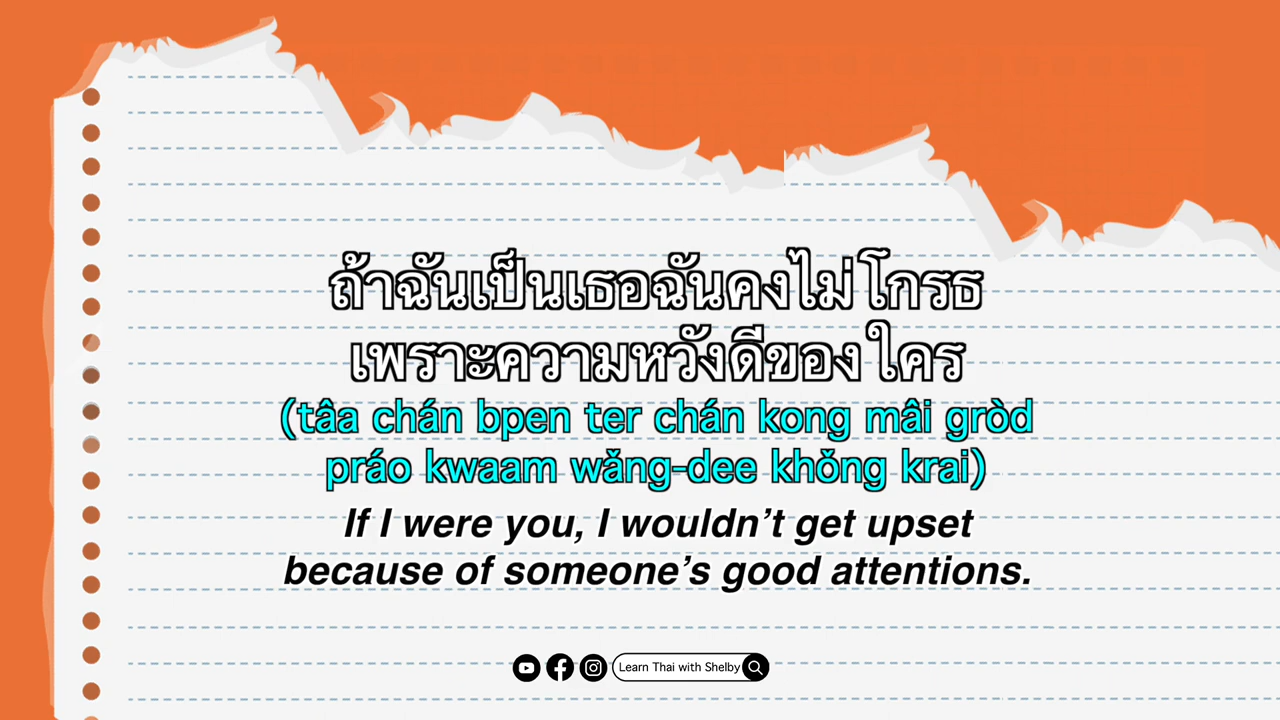 ถ้าฉันเป็นเธอฉันคงไม่โกรธ
เพราะความหวังดีของใคร
(tâa chán bpen ter chán kong mâi gròd
práo kwaam wǎng-dee khǒng krai)
If I were you, I wouldn’t get upset
because of someone’s good attentions.
Learn Thai with Shelby